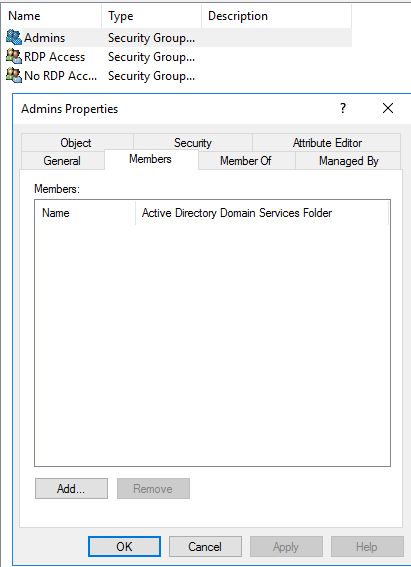 Name Type Description
Admins Security Group...
RDP Access Security Group...
No RDP Acc... Security Group...
Admins Properties ?
Object Security Attribute Editor
General Members Member Of Managed By
Members:
Name Active Directory Domain Services Folder
Add... Remove
OK Cancel Apply Help